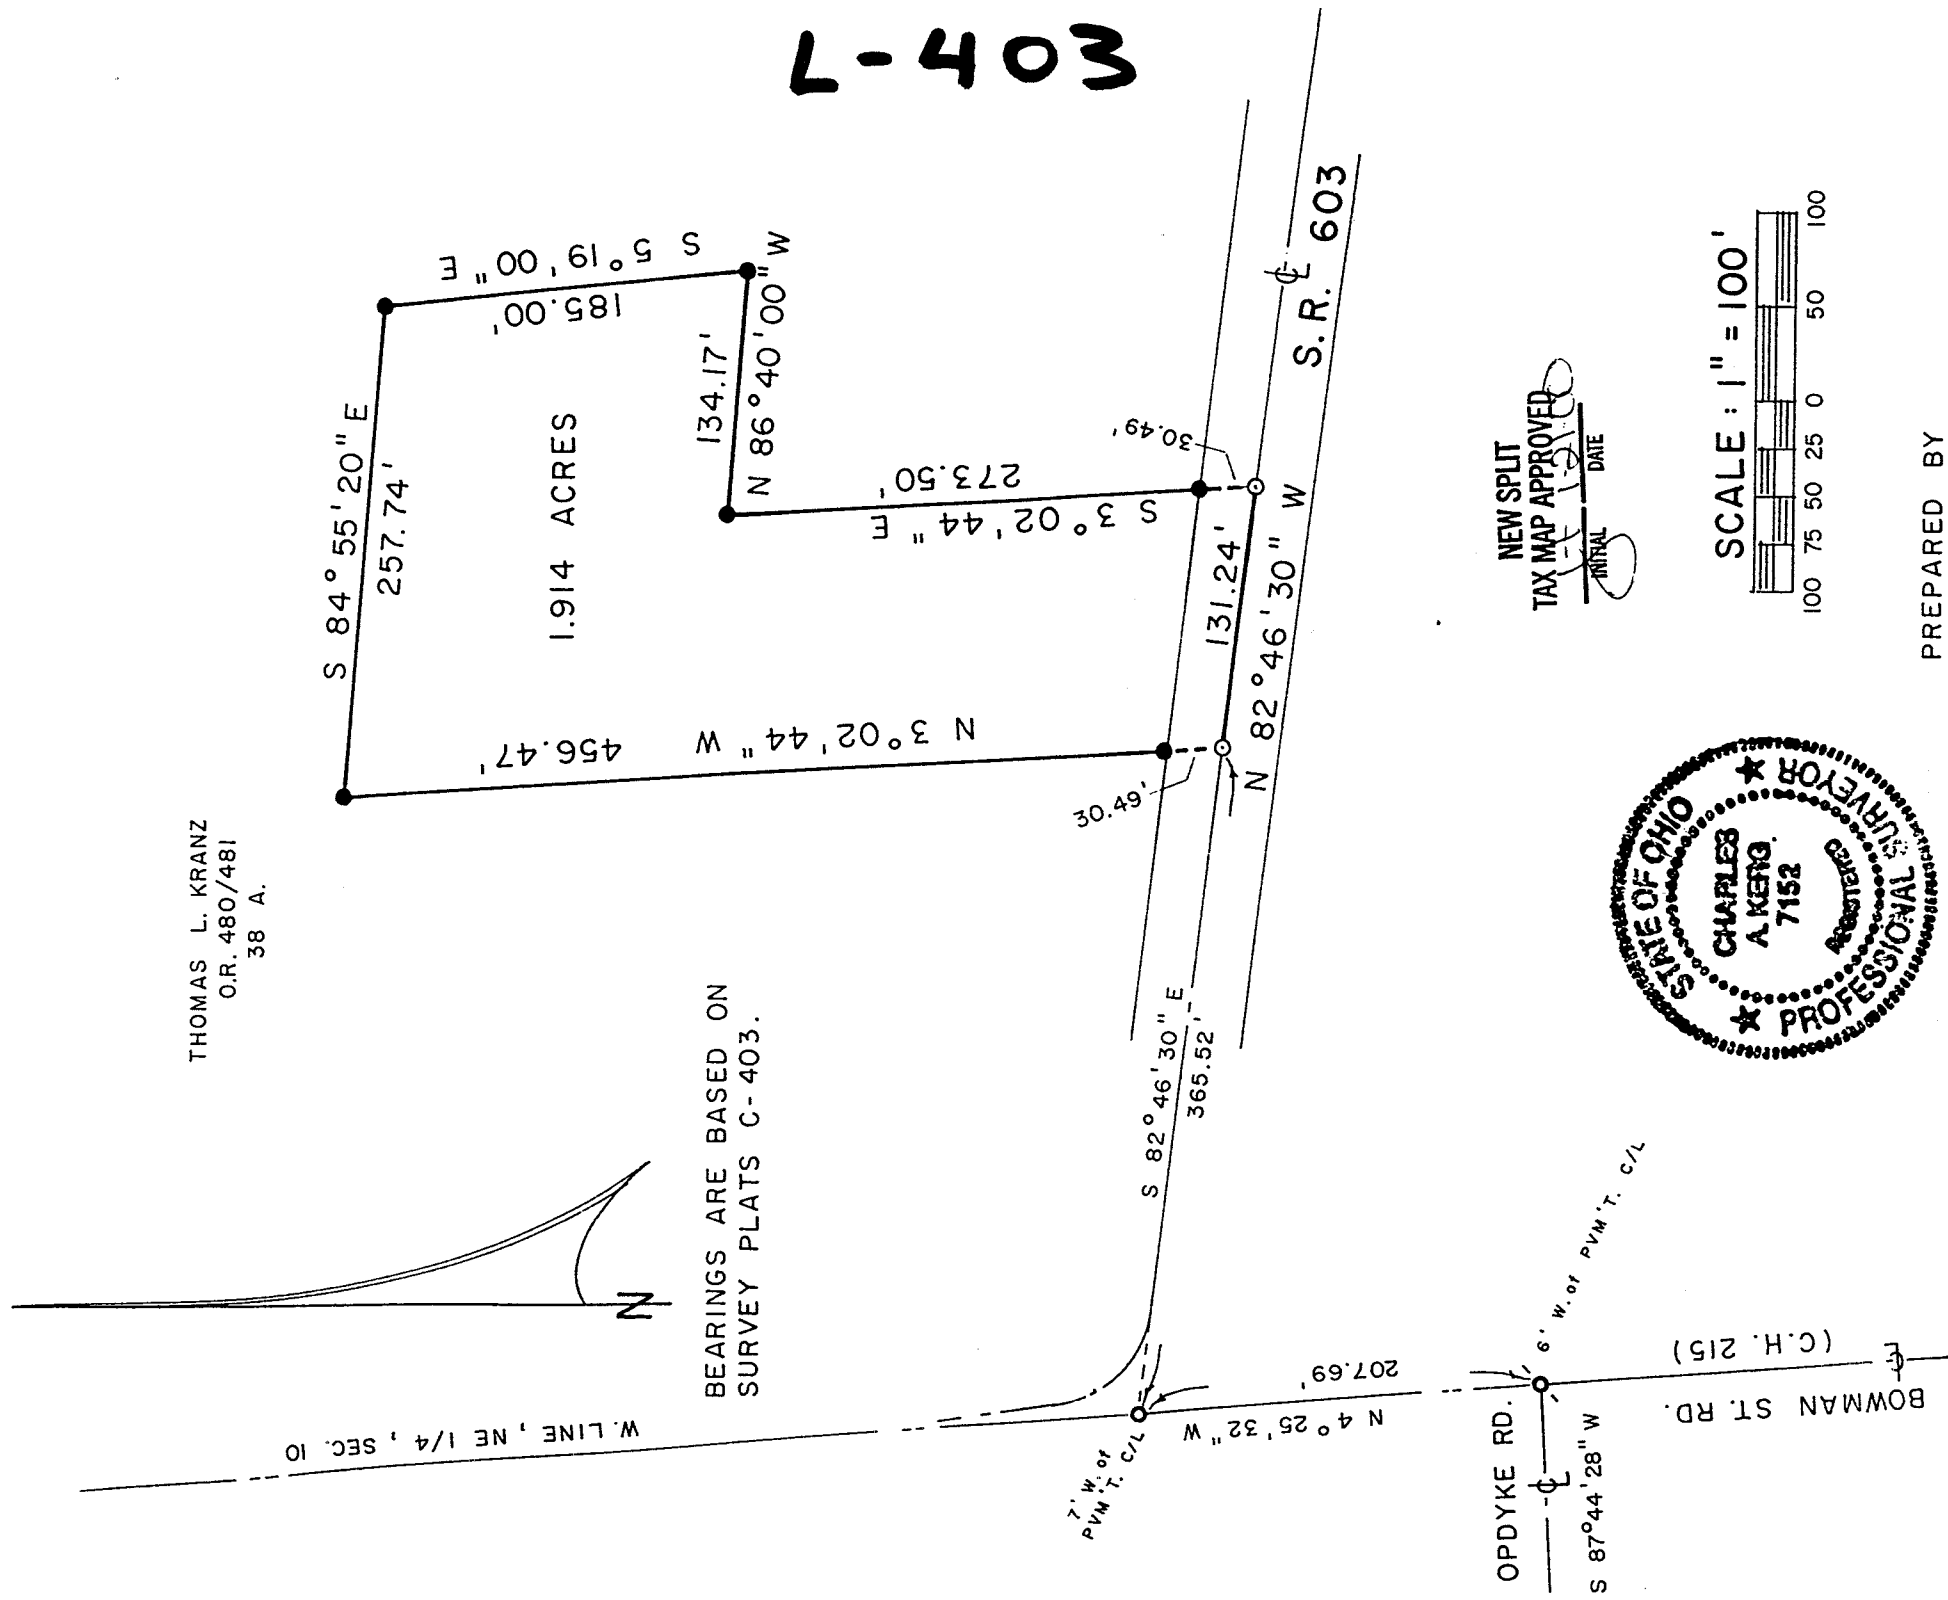 L-403
THOMAS L. KRANZ
O.R. 480/481
38 A.
S 84° 55' 20" E
257.74'
S 5° 19' 00" E
185.00'
1.914 ACRES
134.17'
N 86° 40' 00" W
N 3° 02' 44" W 456.47'
S 3° 02' 44" E
273.50'
30.49'
30.49'
131.24'
N 82° 46' 30" W
S.R. 603
S 82° 46' 30" E
365.52'
N
BEARINGS ARE BASED ON
SURVEY PLATS C-403.
W. LINE, NE 1/4, SEC. 10
7' W. of
PVM'T. C/L
N 4° 25' 32" W
207.69'
6' W. of PVM'T. C/L
OPDYKE RD.
S 87° 44' 28" W
BOWMAN ST. RD.
(C.H. 215)
NEW SPLIT
TAX MAP APPROVED
INITIAL DATE
SCALE: 1" = 100'
100 75 50 25 0 50 100
STATE OF OHIO
CHARLES
A. KERG.
7152
REGISTERED
PROFESSIONAL SURVEYOR
PREPARED BY